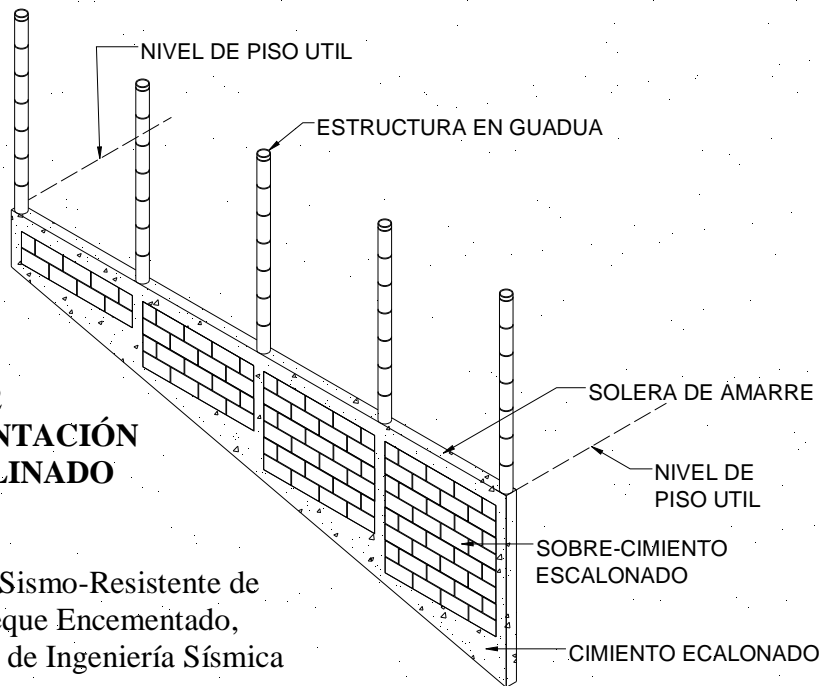 NIVEL DE PISO UTIL
ESTRUCTURA EN GUADUA
SOLERA DE AMARRE
NTACIÓN
LINADO
NIVEL DE
PISO UTIL
SOBRE-CIMIENTO
ESCALONADO
Sismo-Resistente de
eque Encementado,
de Ingeniería Sísmica
CIMIENTO ECALONADO